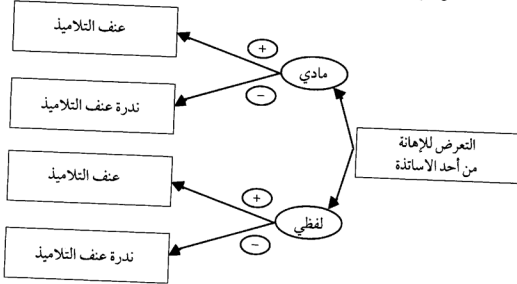 عنف التلاميذ
+
مادي
−
ندرة عنف التلاميذ
التعرض للإهانة
من أحد الاساتذة
عنف التلاميذ
+
لفظي
−
ندرة عنف التلاميذ